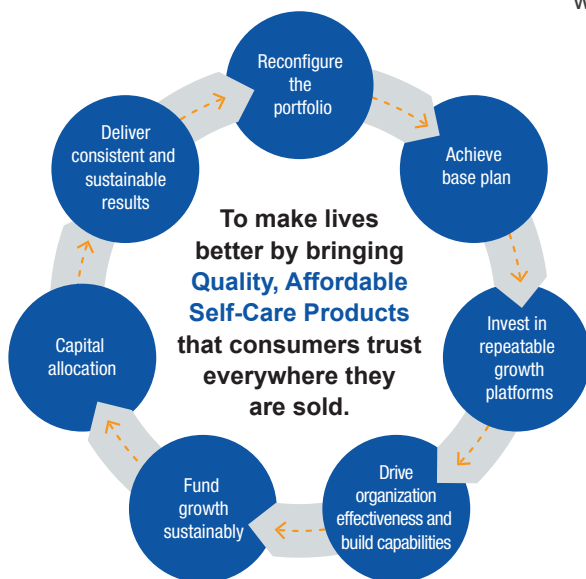 W
Reconfigure
the
portfolio
Achieve
base plan
Invest in
repeatable
growth
platforms
Drive
organization
effectiveness and
build capabilities
Fund
growth
sustainably
Capital
allocation
Deliver
consistent and
sustainable
results
To make lives
better by bringing
Quality, Affordable
Self-Care Products
that consumers trust
everywhere they
are sold.